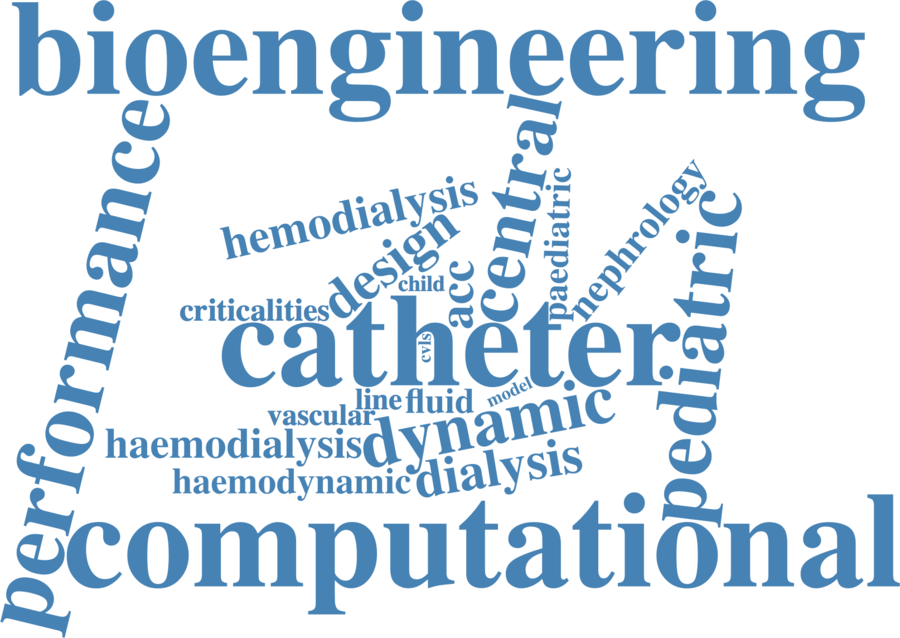 bioengineering
performance
central
paediatric
nephrology
hemodialysis
pediatric
design
acc
child
criticalities
catheter
cvls
model
line
fluid
vascular
dynamic
haemodialysis
dialysis
haemodynamic
computational